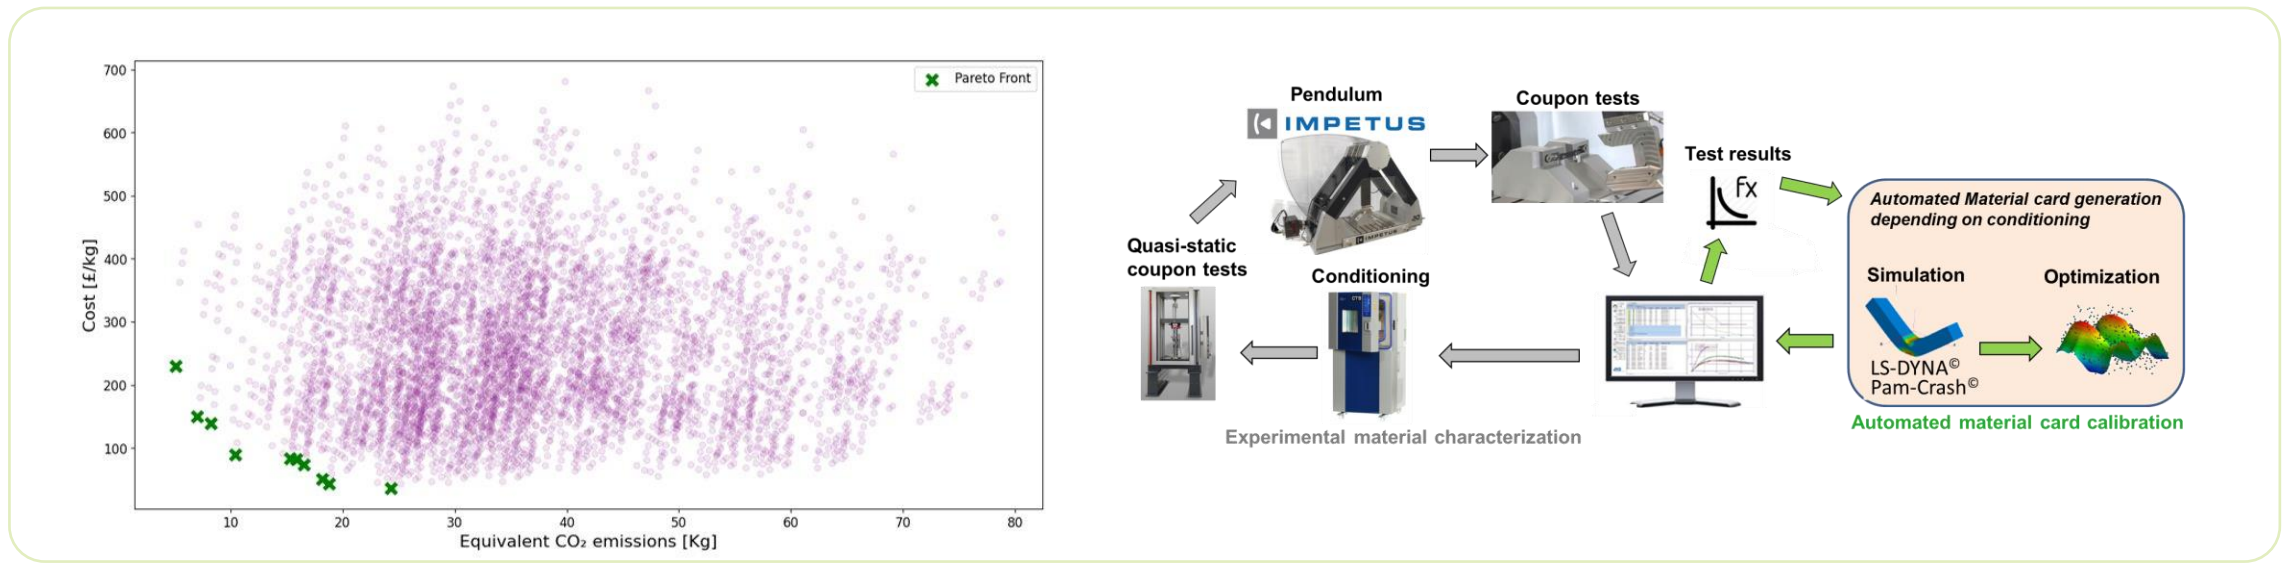 700
600
500
400
300
200
100
Cost [£/kg]
Pareto Front
10 20 30 40 50 60 70 80
Equivalent CO₂ emissions [Kg]
Pendulum
IMPETUS
Coupon tests
Test results
fx
Quasi-static
coupon tests
Conditioning
IMPETUS
Experimental material characterization
Automated Material card generation
depending on conditioning
Simulation
Optimization
LS-DYNA©
Pam-Crash©
Automated material card calibration